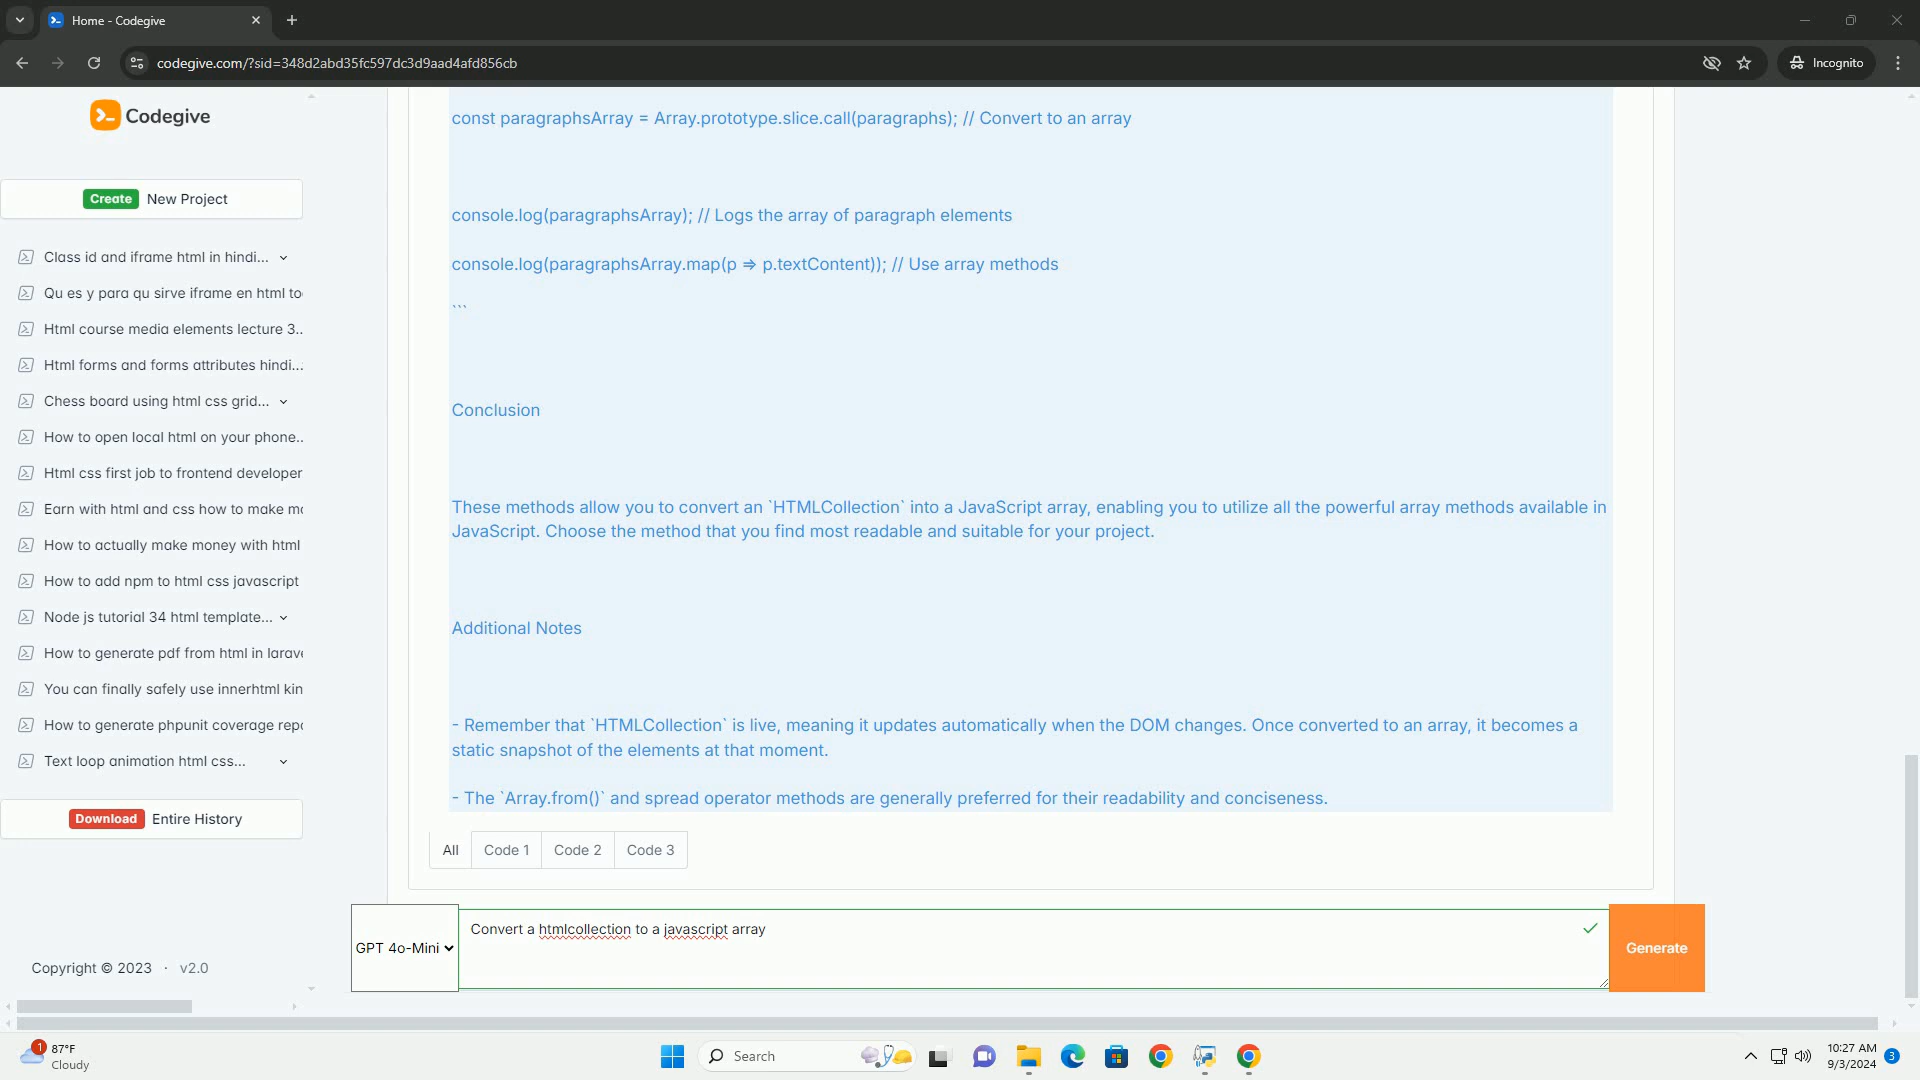 Home - Codegive
codegive.com/?sid=348d2abd35fc597dc3d9aad4afd856cb
Incognito
Codegive
Create New Project
Class id and iframe html in hindi...
Qu es y para qu sirve iframe en html to
Html course media elements lecture 3..
Html forms and forms attributes hindi...
Chess board using html css grid...
How to open local html on your phone..
Html css first job to frontend developer
Earn with html and css how to make mo
How to actually make money with html
How to add npm to html css javascript
Node js tutorial 34 html template...
How to generate pdf from html in larave
You can finally safely use innerhtml kin
How to generate phpunit coverage repo
Text loop animation html css...
Download Entire History
Copyright © 2023 · v2.0
const paragraphsArray = Array.prototype.slice.call(paragraphs); // Convert to an array
console.log(paragraphsArray); // Logs the array of paragraph elements
console.log(paragraphsArray.map(p => p.textContent)); // Use array methods
```
Conclusion
These methods allow you to convert an `HTMLCollection` into a JavaScript array, enabling you to utilize all the powerful array methods available in
JavaScript. Choose the method that you find most readable and suitable for your project.
Additional Notes
- Remember that `HTMLCollection` is live, meaning it updates automatically when the DOM changes. Once converted to an array, it becomes a
static snapshot of the elements at that moment.
- The `Array.from()` and spread operator methods are generally preferred for their readability and conciseness.
All Code 1 Code 2 Code 3
GPT 4o-Mini
Convert a htmlcollection to a javascript array
Generate
1
87°F
Cloudy
Search
10:27 AM
9/3/2024
3